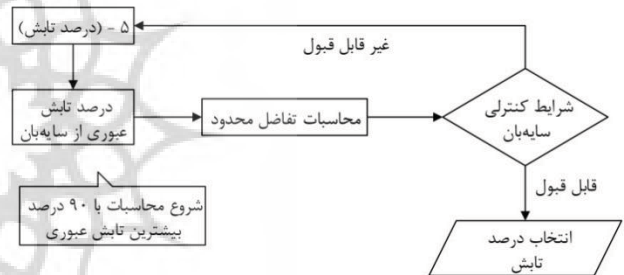 ۵ - (درصد تابش)
غیر قابل قبول
درصد تابش
عبوری از سایه‌بان
محاسبات تفاضل محدود
شرایط کنترلی
سایه‌بان
قابل قبول
شروع محاسبات با ۹۰ درصد
بیشترین تابش عبوری
انتخاب درصد
تابش